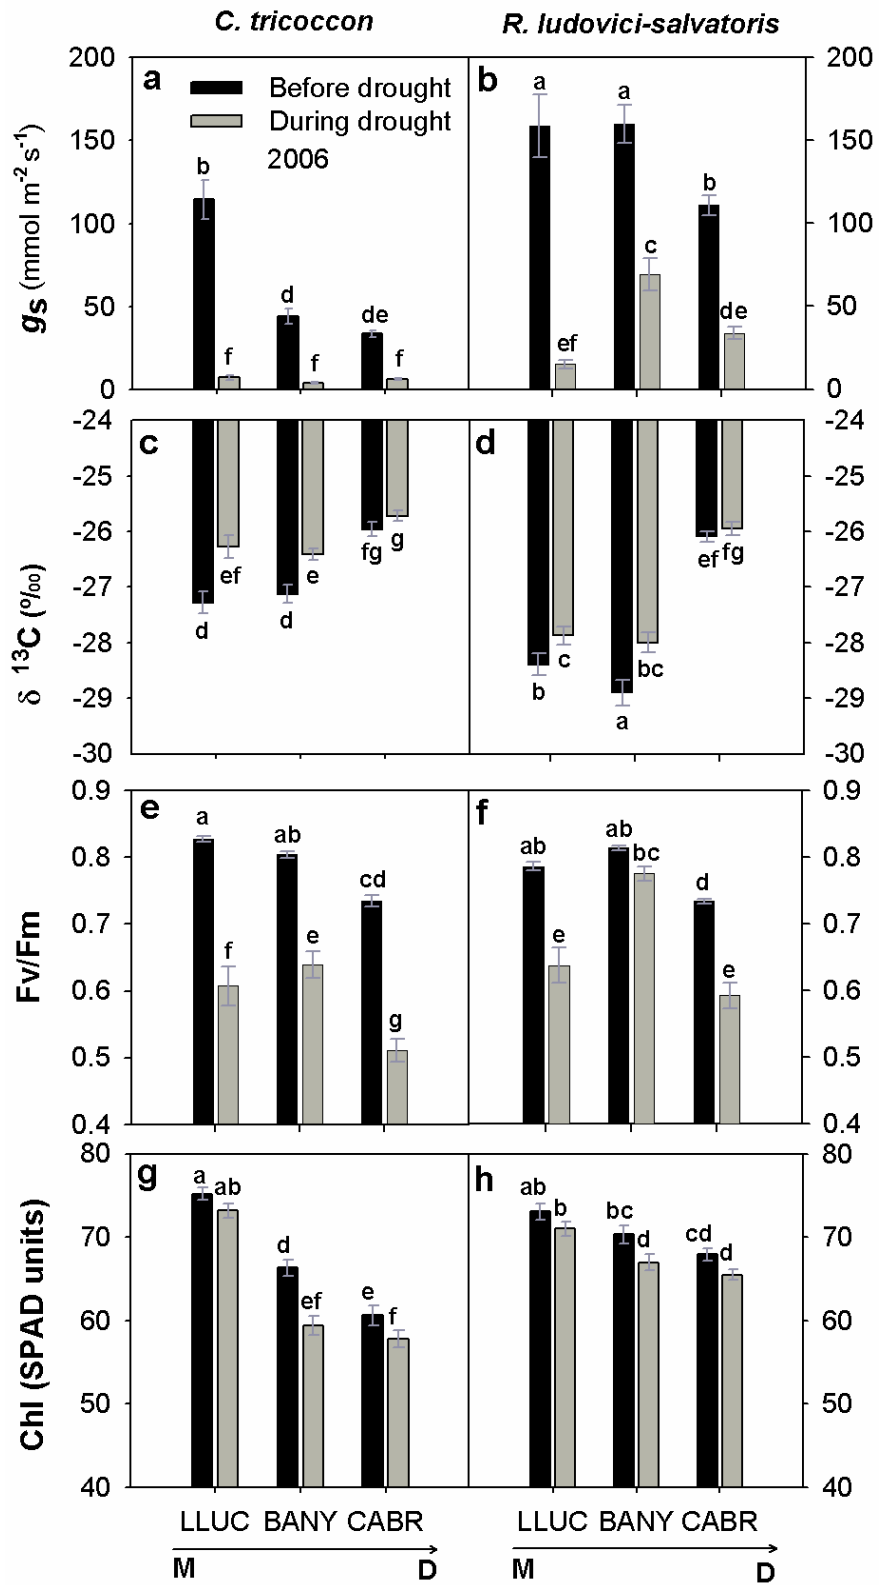 C. tricoccon R. ludovici-salvatoris
200 a Before drought b a a 200
During drought
2006
150 150
b b
100 100
c
d
50 de de 50
f f f ef
0 0
gs (mmol m-2 s-1)
-24 c d -24
-25 -25
-26 fg g ef fg -26
ef e
-27 d d -27
-28 c bc -28
b
-29 a -29
-30 -30
δ 13C (º/oo)
0.9 e f 0.9
a ab ab ab bc
0.8 0.8
cd d
0.7 0.7
f e e e
0.6 0.6
g
0.5 0.5
0.4 0.4
Fv/Fm
80 g h 80
a ab ab b bc
70 d d cd d 70
ef e f
60 60
50 50
40 40
Chl (SPAD units)
LLUC BANY CABR LLUC BANY CABR
M D M D